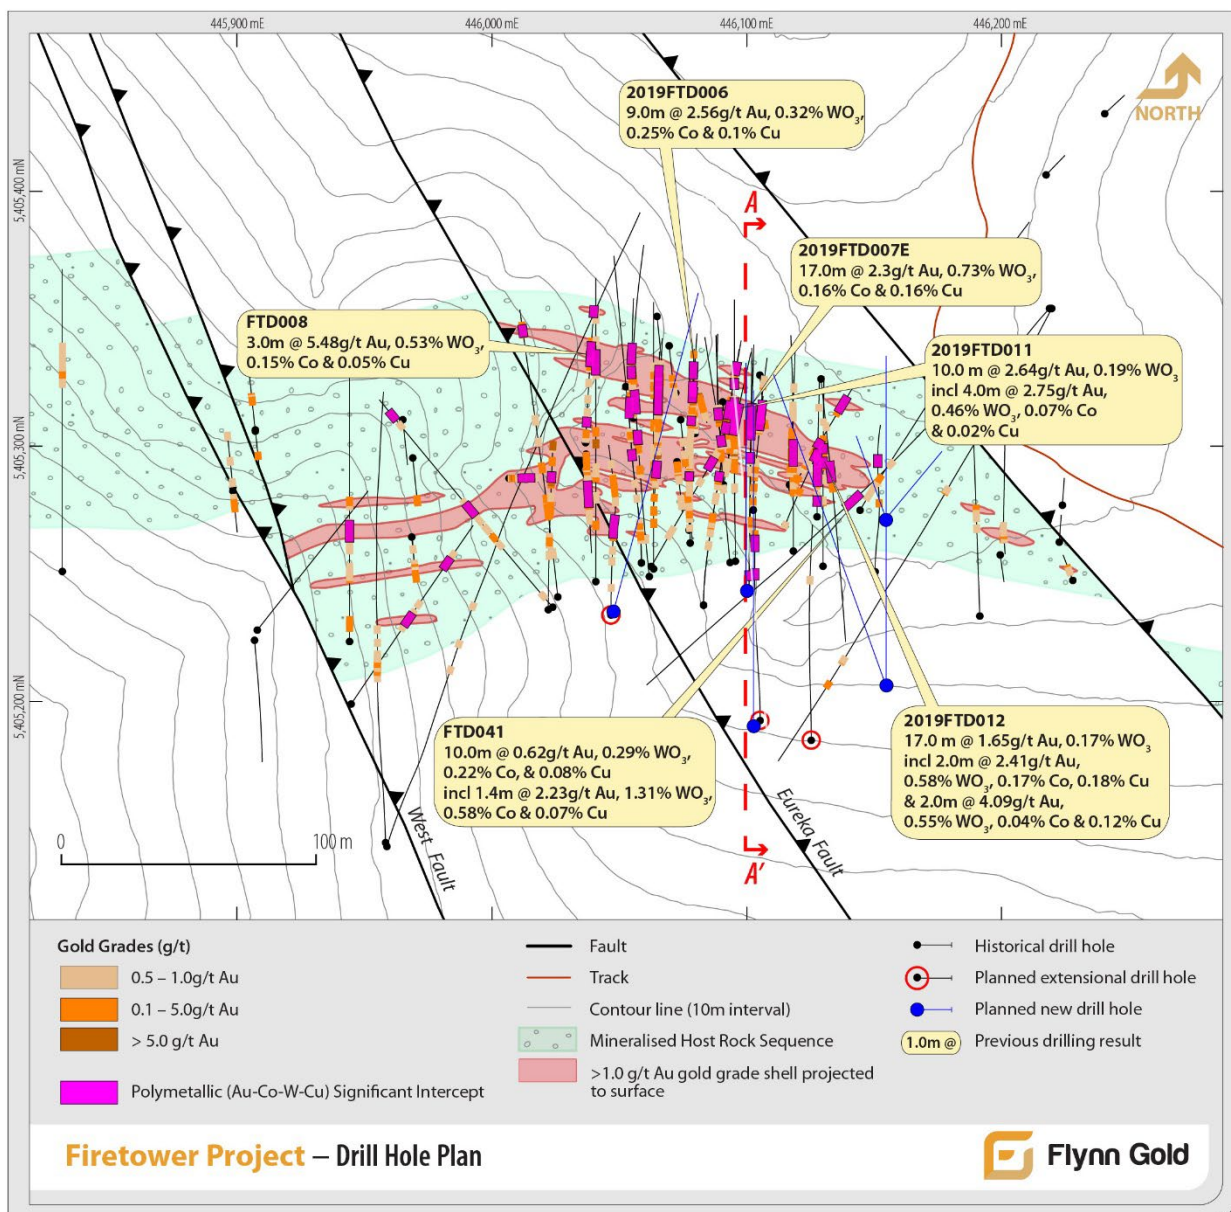 445,900 mE
446,000 mE
446,100 mE
446,200 mE
5,405,400 mN
5,405,300 mN
5,405,200 mN
NORTH
2019FTD006
9.0m @ 2.56g/t Au, 0.32% WO₃,
0.25% Co & 0.1% Cu
A
2019FTD007E
17.0m @ 2.3g/t Au, 0.73% WO₃,
0.16% Co & 0.16% Cu
FTD008
3.0m @ 5.48g/t Au, 0.53% WO₃,
0.15% Co & 0.05% Cu
2019FTD011
10.0 m @ 2.64g/t Au, 0.19% WO₃
incl 4.0m @ 2.75g/t Au,
0.46% WO₃, 0.07% Co
& 0.02% Cu
FTD041
10.0m @ 0.62g/t Au, 0.29% WO₃,
0.22% Co, & 0.08% Cu
incl 1.4m @ 2.23g/t Au, 1.31% WO₃,
0.58% Co & 0.07% Cu
2019FTD012
17.0 m @ 1.65g/t Au, 0.17% WO₃
incl 2.0m @ 2.41g/t Au,
0.58% WO₃, 0.17% Co, 0.18% Cu
& 2.0m @ 4.09g/t Au,
0.55% WO₃, 0.04% Co & 0.12% Cu
West Fault
Eureka Fault
A'
0
100 m
Gold Grades (g/t)
0.5 – 1.0g/t Au
0.1 – 5.0g/t Au
> 5.0 g/t Au
Polymetallic (Au-Co-W-Cu) Significant Intercept
Fault
Track
Contour line (10m interval)
Mineralised Host Rock Sequence
>1.0 g/t Au gold grade shell projected
to surface
Historical drill hole
Planned extensional drill hole
Planned new drill hole
1.0m @
Previous drilling result
Firetower Project – Drill Hole Plan
Flynn Gold